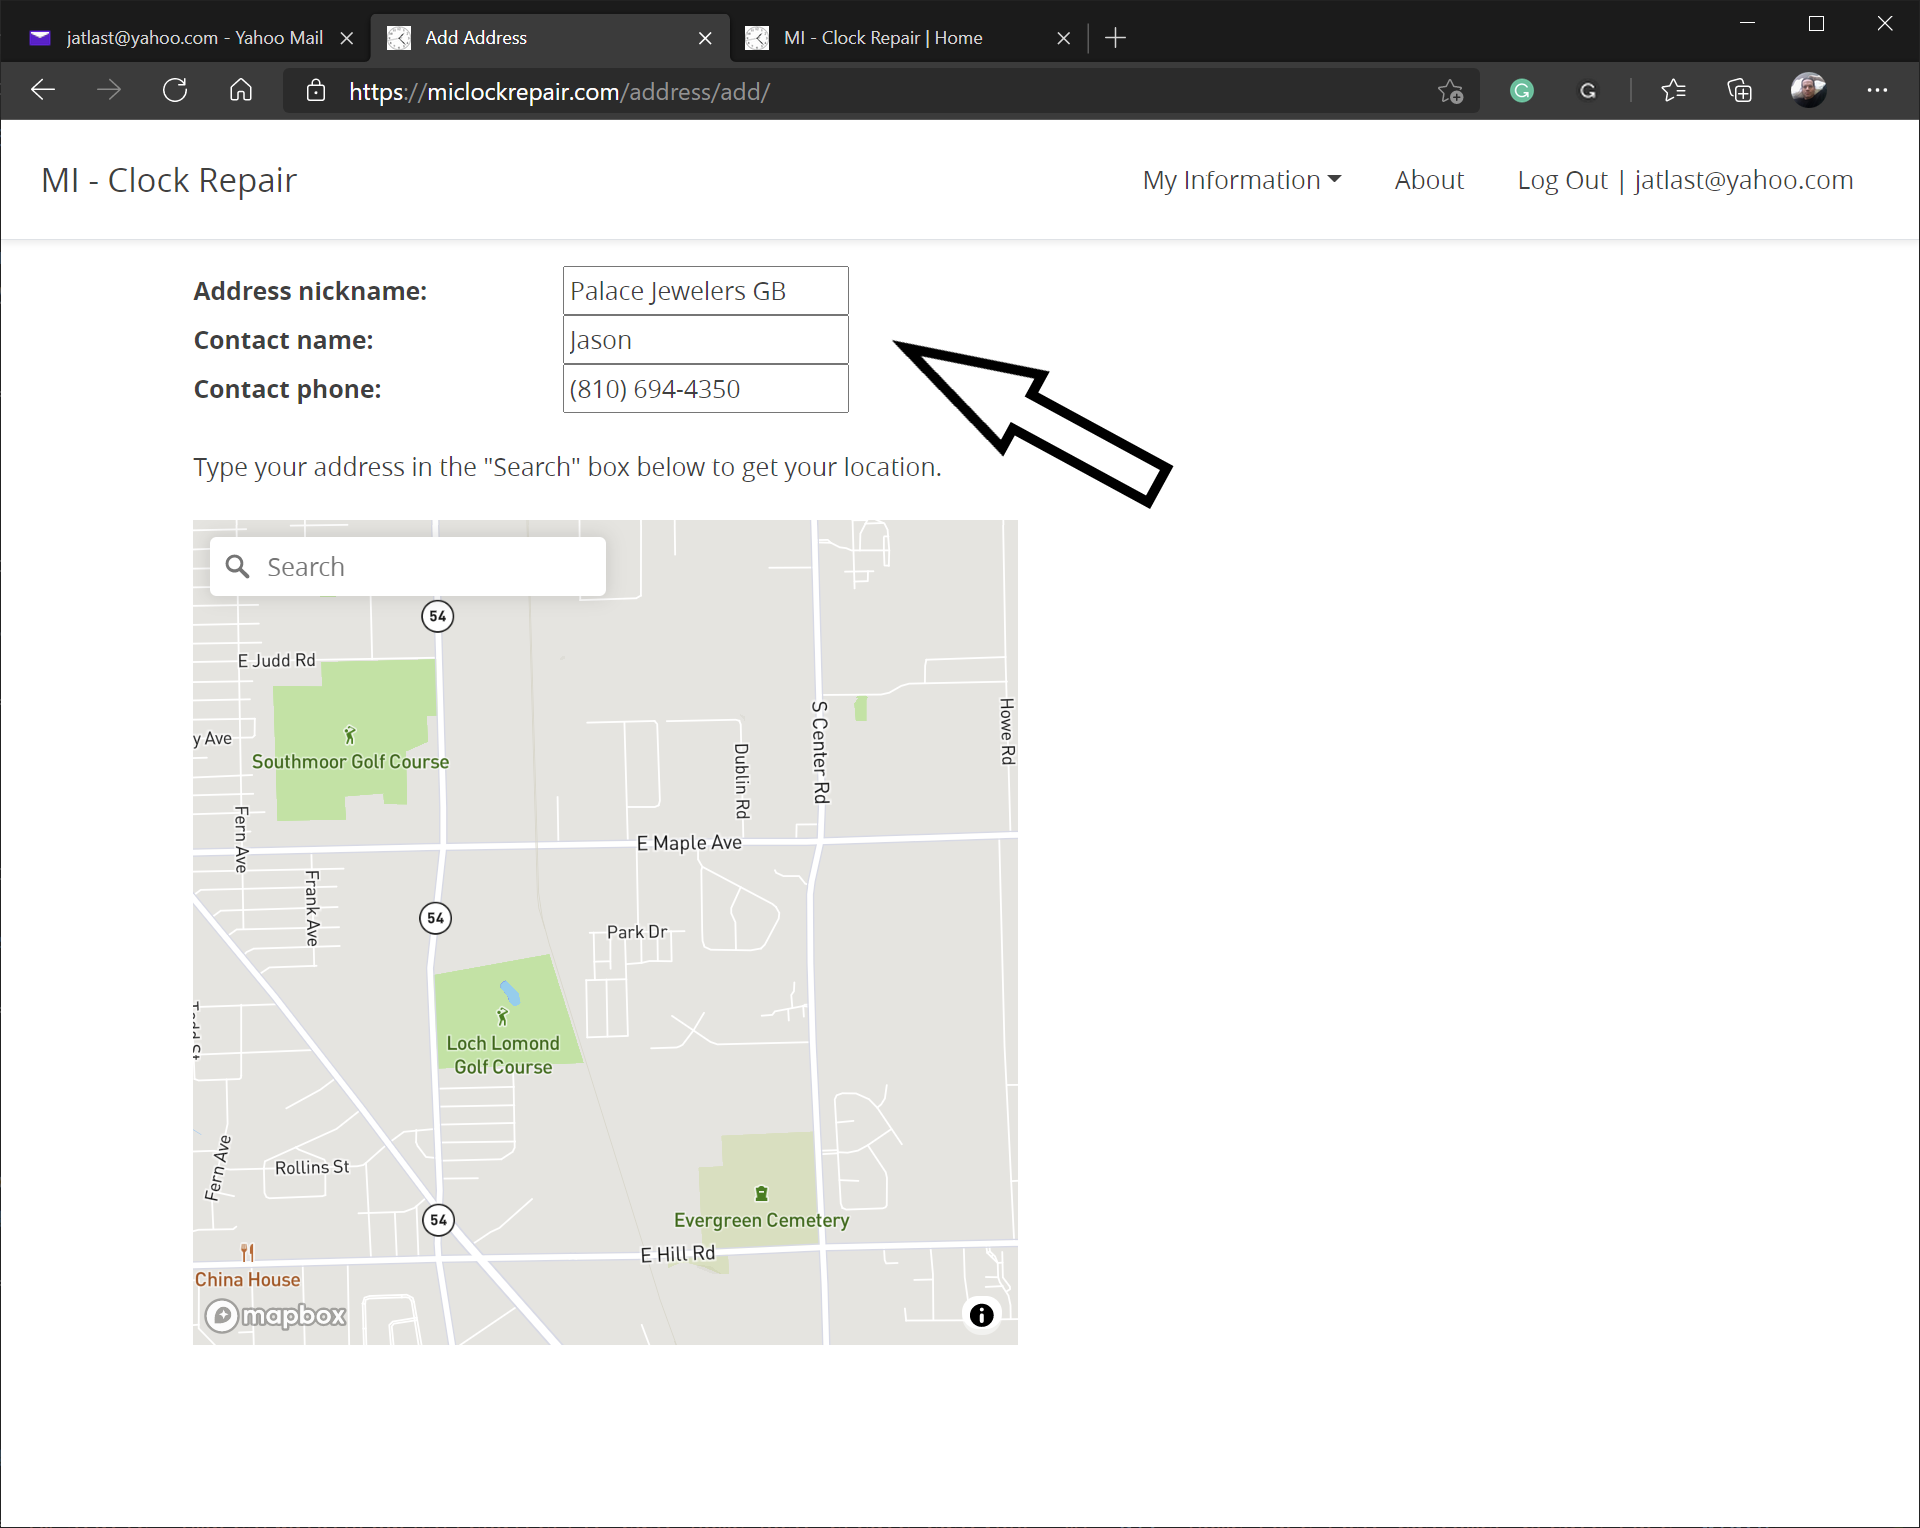 jatlast@yahoo.com - Yahoo Mail
Add Address
MI - Clock Repair | Home
https://miclockrepair.com/address/add/
MI - Clock Repair
My Information
About
Log Out | jatlast@yahoo.com
Address nickname:
Palace Jewelers GB
Contact name:
Jason
Contact phone:
(810) 694-4350
Type your address in the "Search" box below to get your location.
Search
54
E Judd Rd
Howe Rd
S Center Rd
y Ave
Southmoor Golf Course
Dublin Rd
Fern Ave
E Maple Ave
Frank Ave
54
Park Dr
Loch Lomond
Golf Course
Fern Ave
Rollins St
54
Evergreen Cemetery
E Hill Rd
China House
mapbox